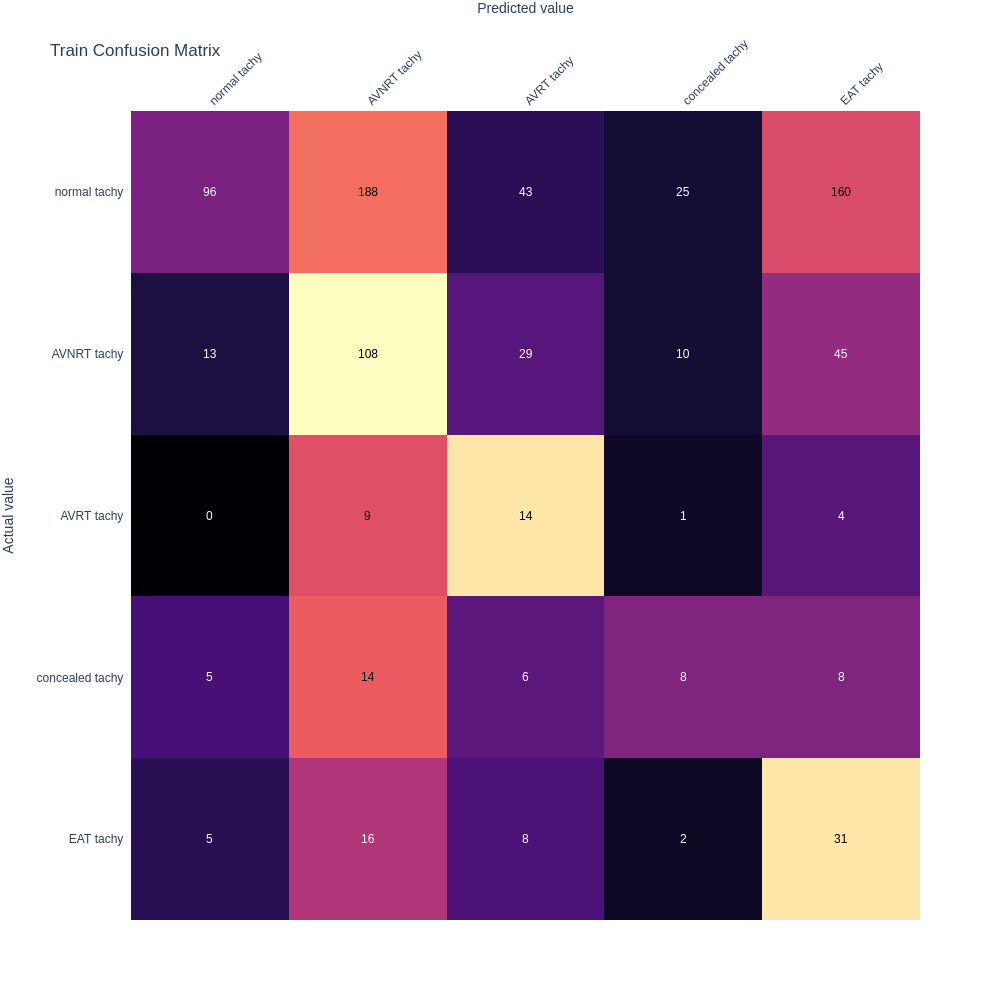 Predicted value
Train Confusion Matrix
normal tachy AVNRT tachy AVRT tachy concealed tachy EAT tachy
normal tachy 96 188 43 25 160
AVNRT tachy 13 108 29 10 45
Actual value
AVRT tachy 0 9 14 1 4
concealed tachy 5 14 6 8 8
EAT tachy 5 16 8 2 31